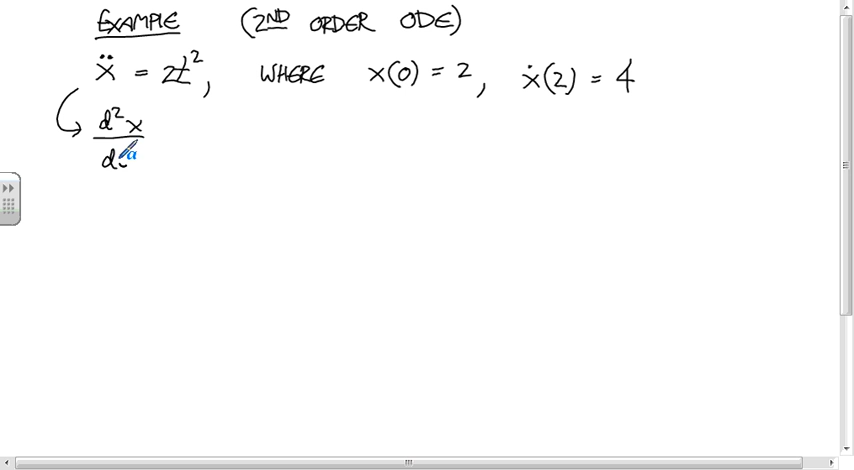 EXAMPLE (2ND ORDER ODE)
ẍ = 2t², WHERE x(0) = 2, ẋ(2) = 4
d²x
d